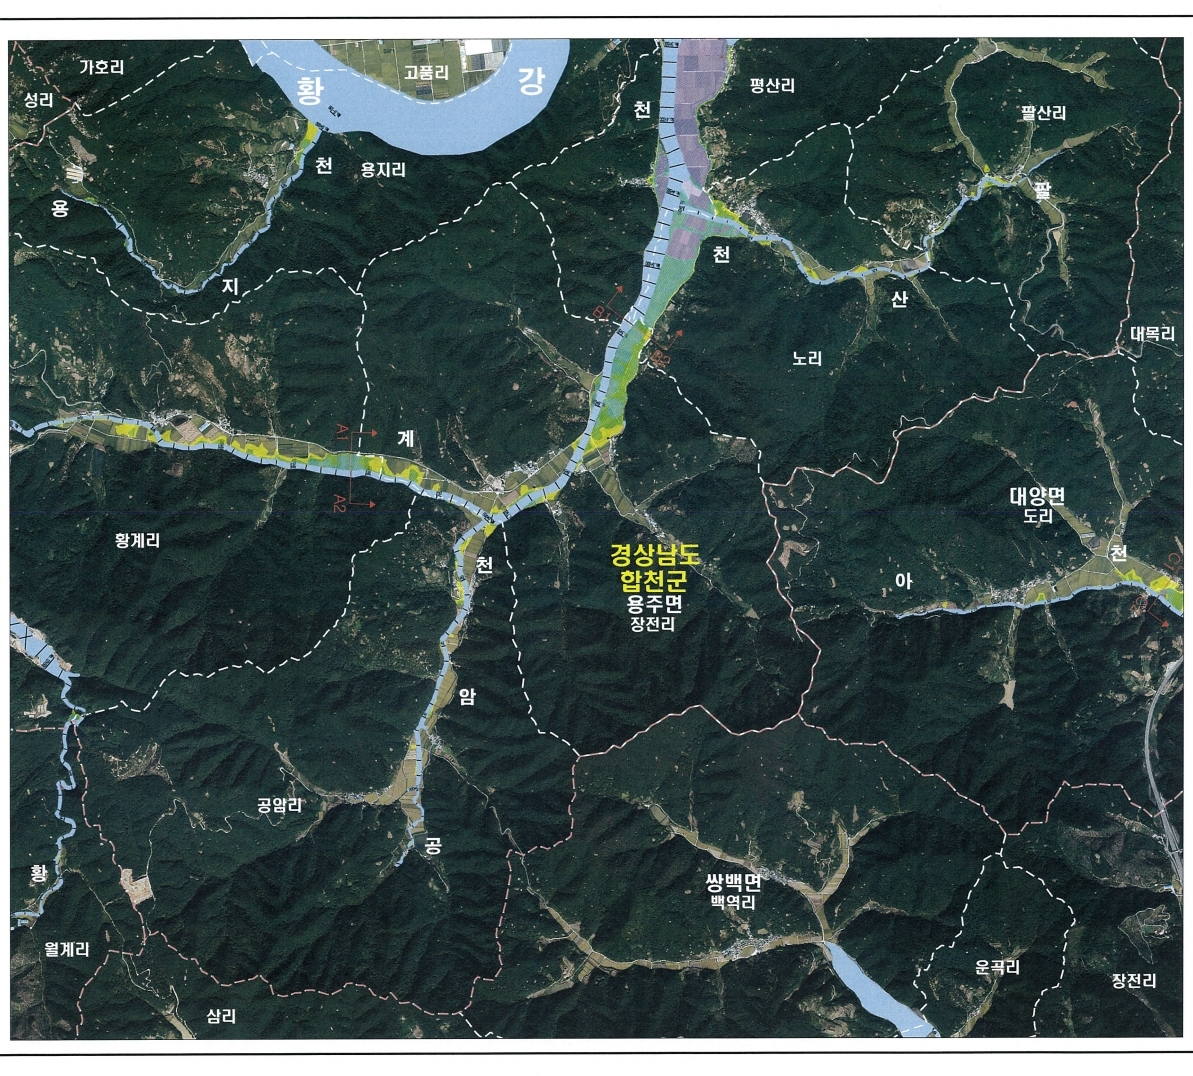 가호리
고품리
황
강
평산리
성리
천
팔산리
천
용지리
팔
용
천
지
산
대목리
노리
B1
B2
A1
계
A2
대양면
도리
황계리
경상남도
합천군
용주면
장전리
천
천
아
암
공암리
공
황
쌍백면
백역리
월계리
운곡리
장전리
삼리